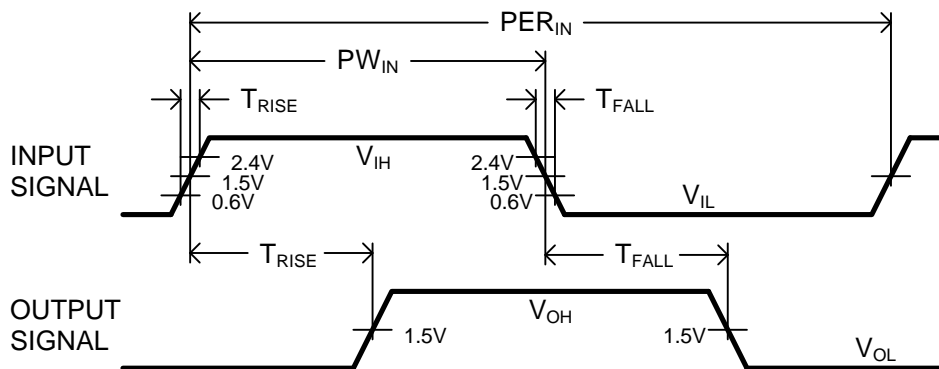 PER_IN
PW_IN
T_RISE
T_FALL
INPUT
SIGNAL
2.4V
1.5V
0.6V
V_IH
2.4V
1.5V
0.6V
V_IL
T_RISE
T_FALL
OUTPUT
SIGNAL
1.5V
V_OH
1.5V
V_OL